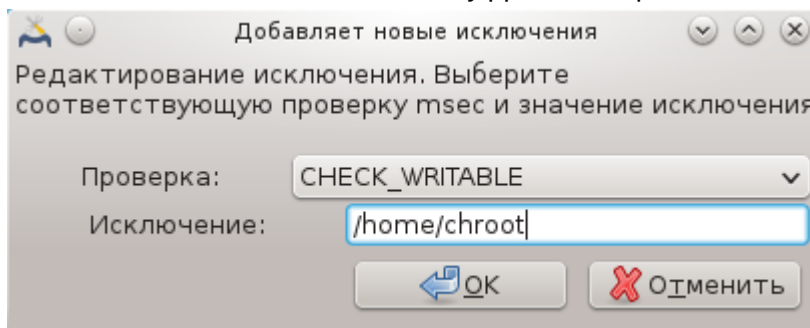 Добавляет новые исключения
Редактирование исключения. Выберите
соответствующую проверку msec и значение исключения
Проверка: CHECK_WRITABLE
Исключение: /home/chroot
OK Отменить